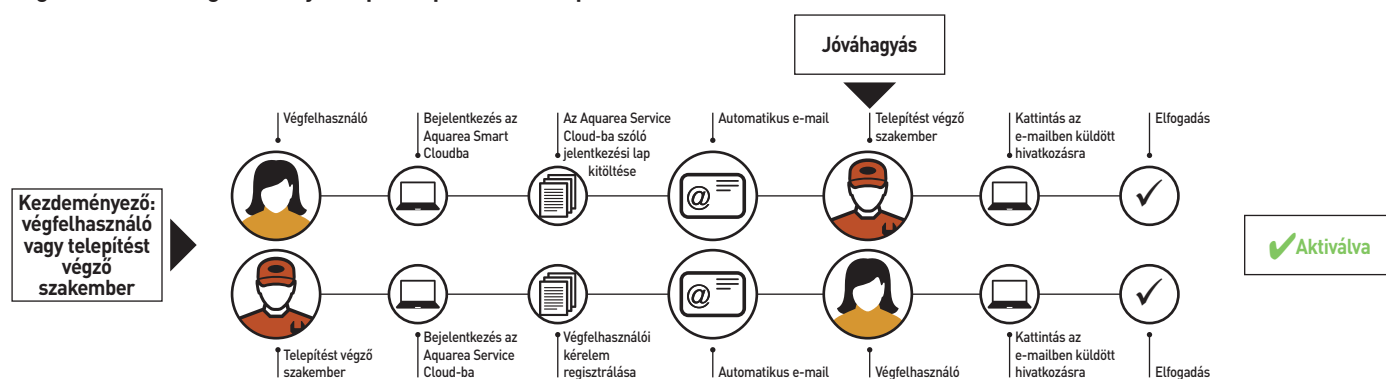 Jóváhagyás
Végfelhasználó
Bejelentkezés az
Aquarea Smart
Cloudba
Az Aquarea Service
Cloud-ba szóló
jelentkezési lap
kitöltése
Automatikus e-mail
Telepítést végző
szakember
Kattintás az
e-mailben küldött
hivatkozásra
Elfogadás
Kezdeményező:
végfelhasználó
vagy telepítést
végző
szakember
@
@
Aktiválva
Telepítést végző
szakember
Bejelentkezés az
Aquarea Service
Cloud-ba
Végfelhasználói
kérelem
regisztrálása
Automatikus e-mail
Végfelhasználó
Kattintás az
e-mailben küldött
hivatkozásra
Elfogadás